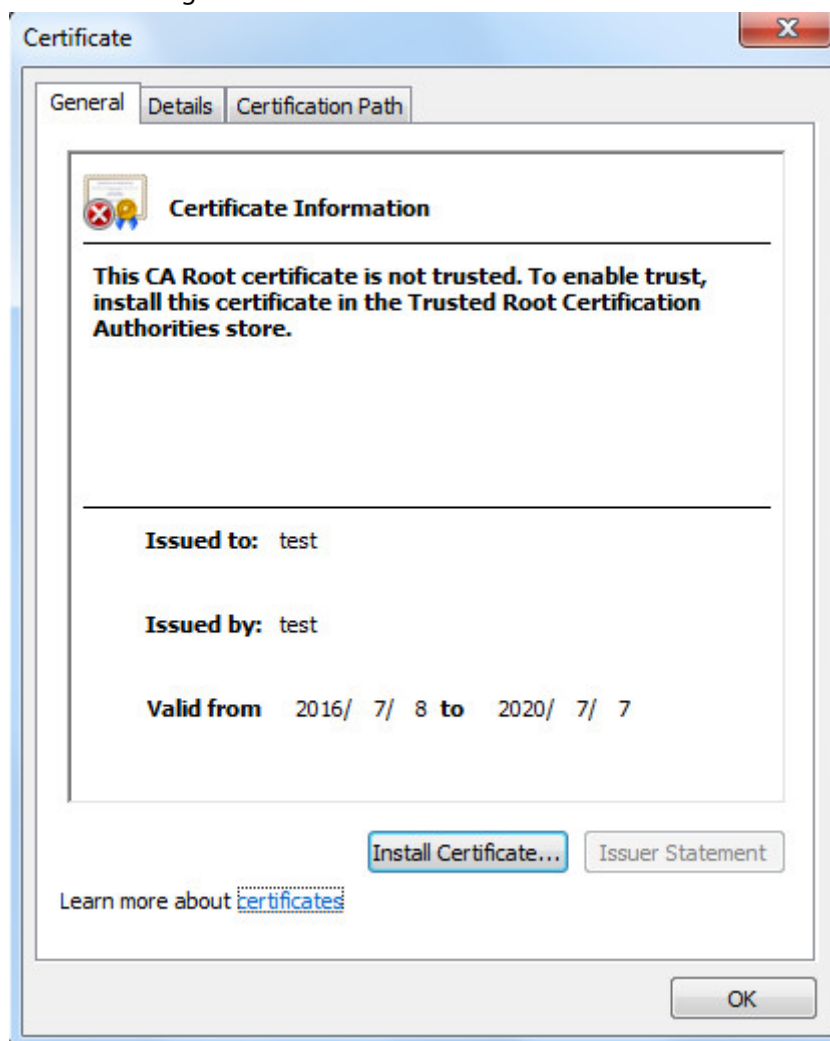 Certificate
General Details Certification Path
Certificate Information
This CA Root certificate is not trusted. To enable trust,
install this certificate in the Trusted Root Certification
Authorities store.
Issued to: test
Issued by: test
Valid from 2016/ 7/ 8 to 2020/ 7/ 7
Install Certificate... Issuer Statement
Learn more about certificates
OK